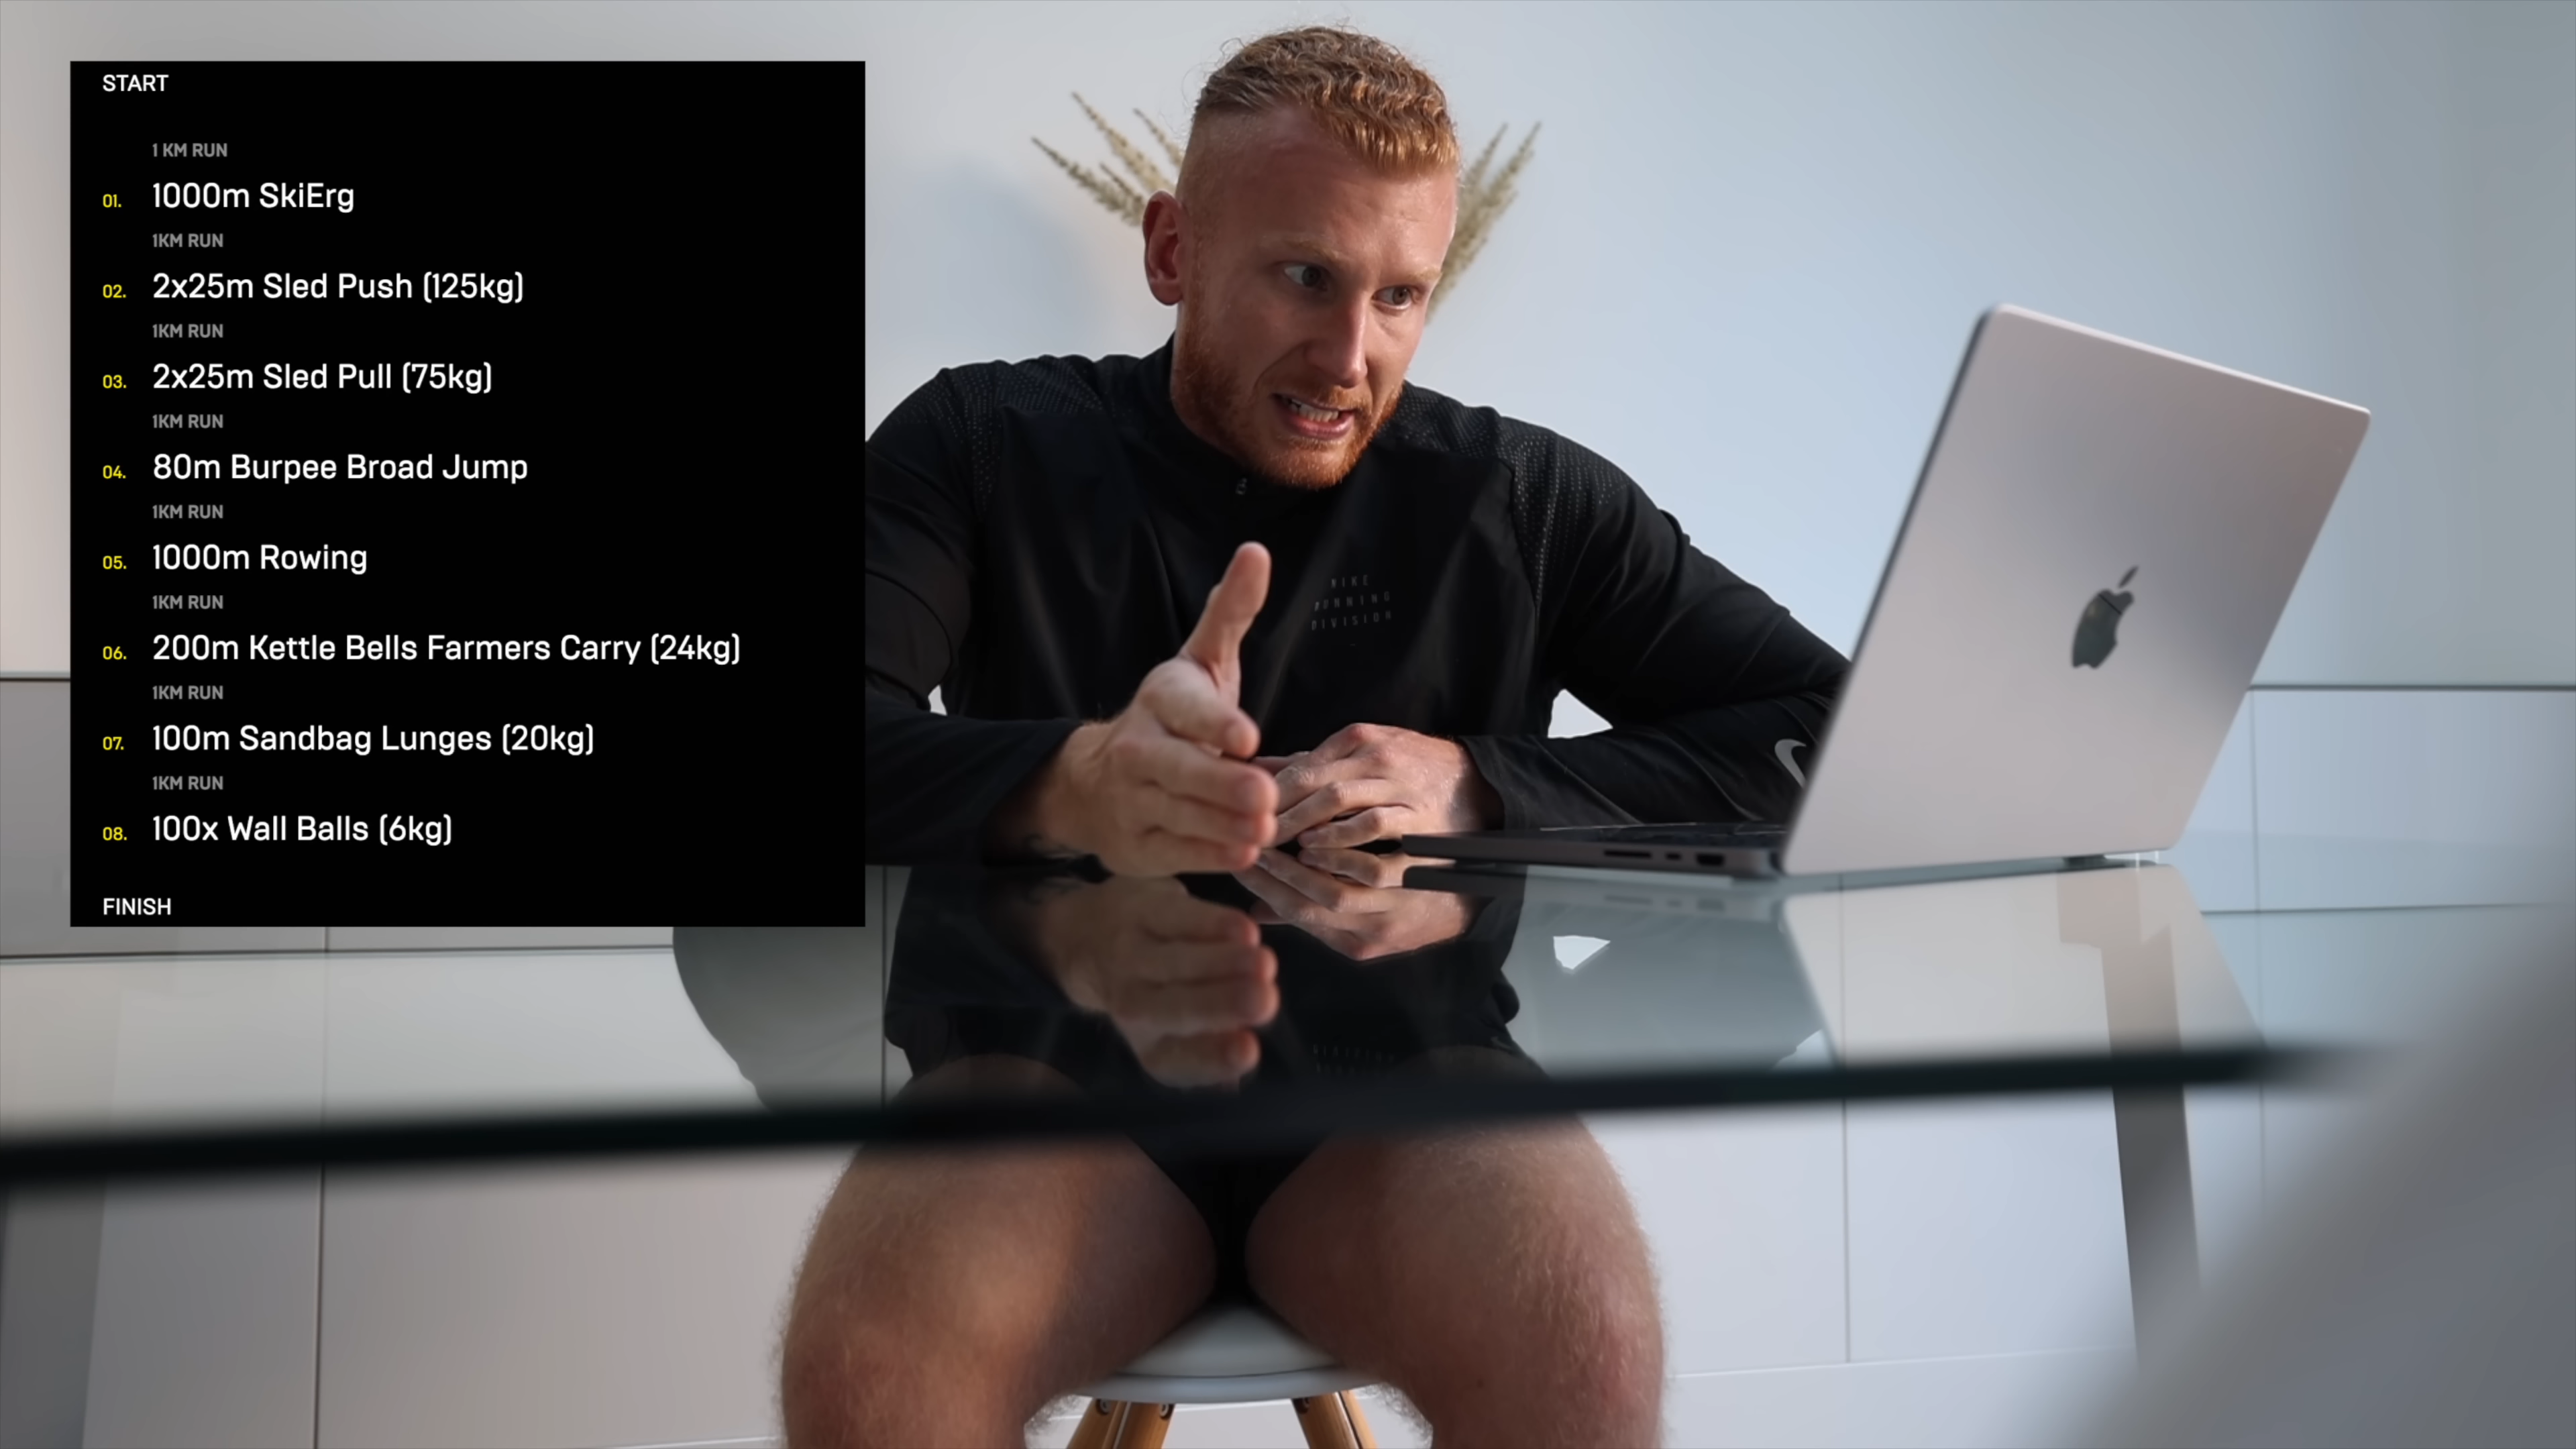 START
1 KM RUN
01. 1000m SkiErg
1KM RUN
02. 2x25m Sled Push (125kg)
1KM RUN
03. 2x25m Sled Pull (75kg)
1KM RUN
04. 80m Burpee Broad Jump
1KM RUN
05. 1000m Rowing
1KM RUN
06. 200m Kettle Bells Farmers Carry (24kg)
1KM RUN
07. 100m Sandbag Lunges (20kg)
1KM RUN
08. 100x Wall Balls (6kg)
FINISH
NIKE
RUNNING
DIVISION